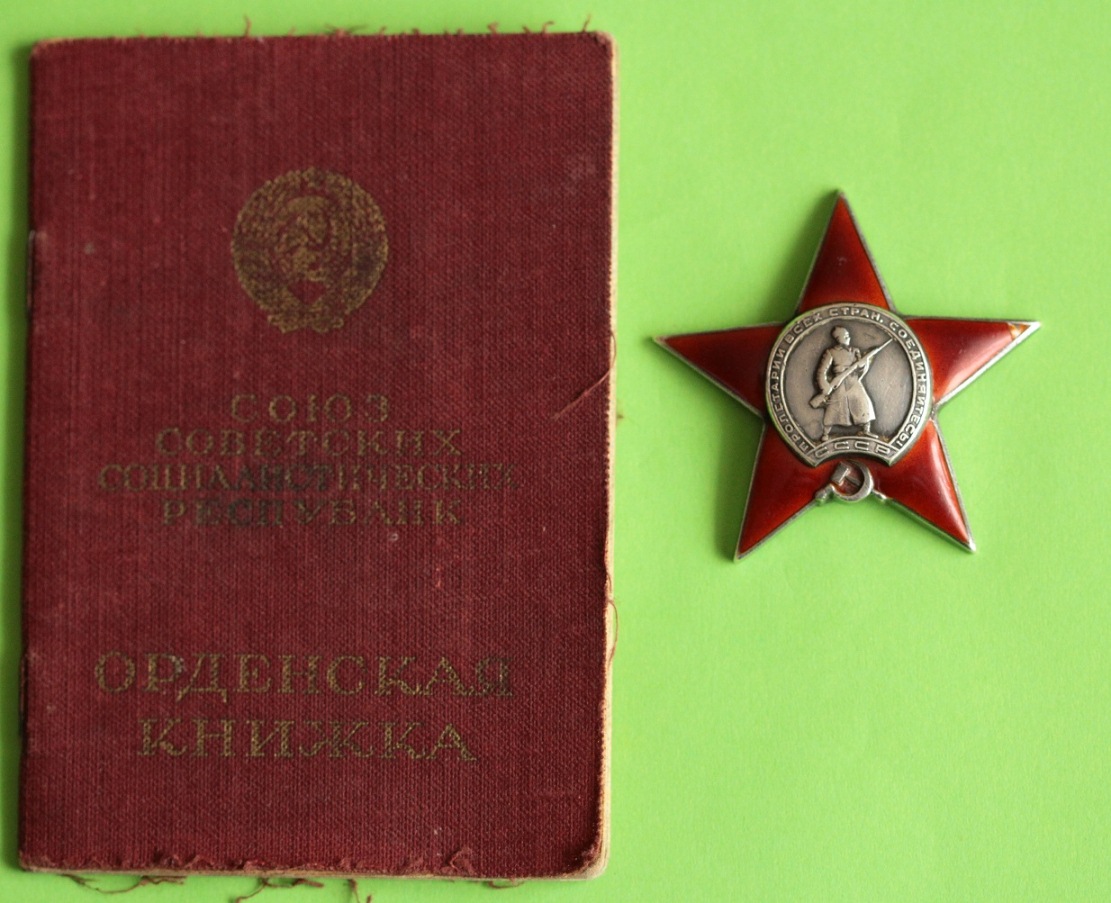 СОЮЗ
СОВЕТСКИХ
СОЦИАЛИСТИЧЕСКИХ
РЕСПУБЛИК
ОРДЕНСКАЯ
КНИЖКА
ПРОЛЕТАРИИ ВСЕХ СТРАН, СОЕДИНЯЙТЕСЬ!
СССР